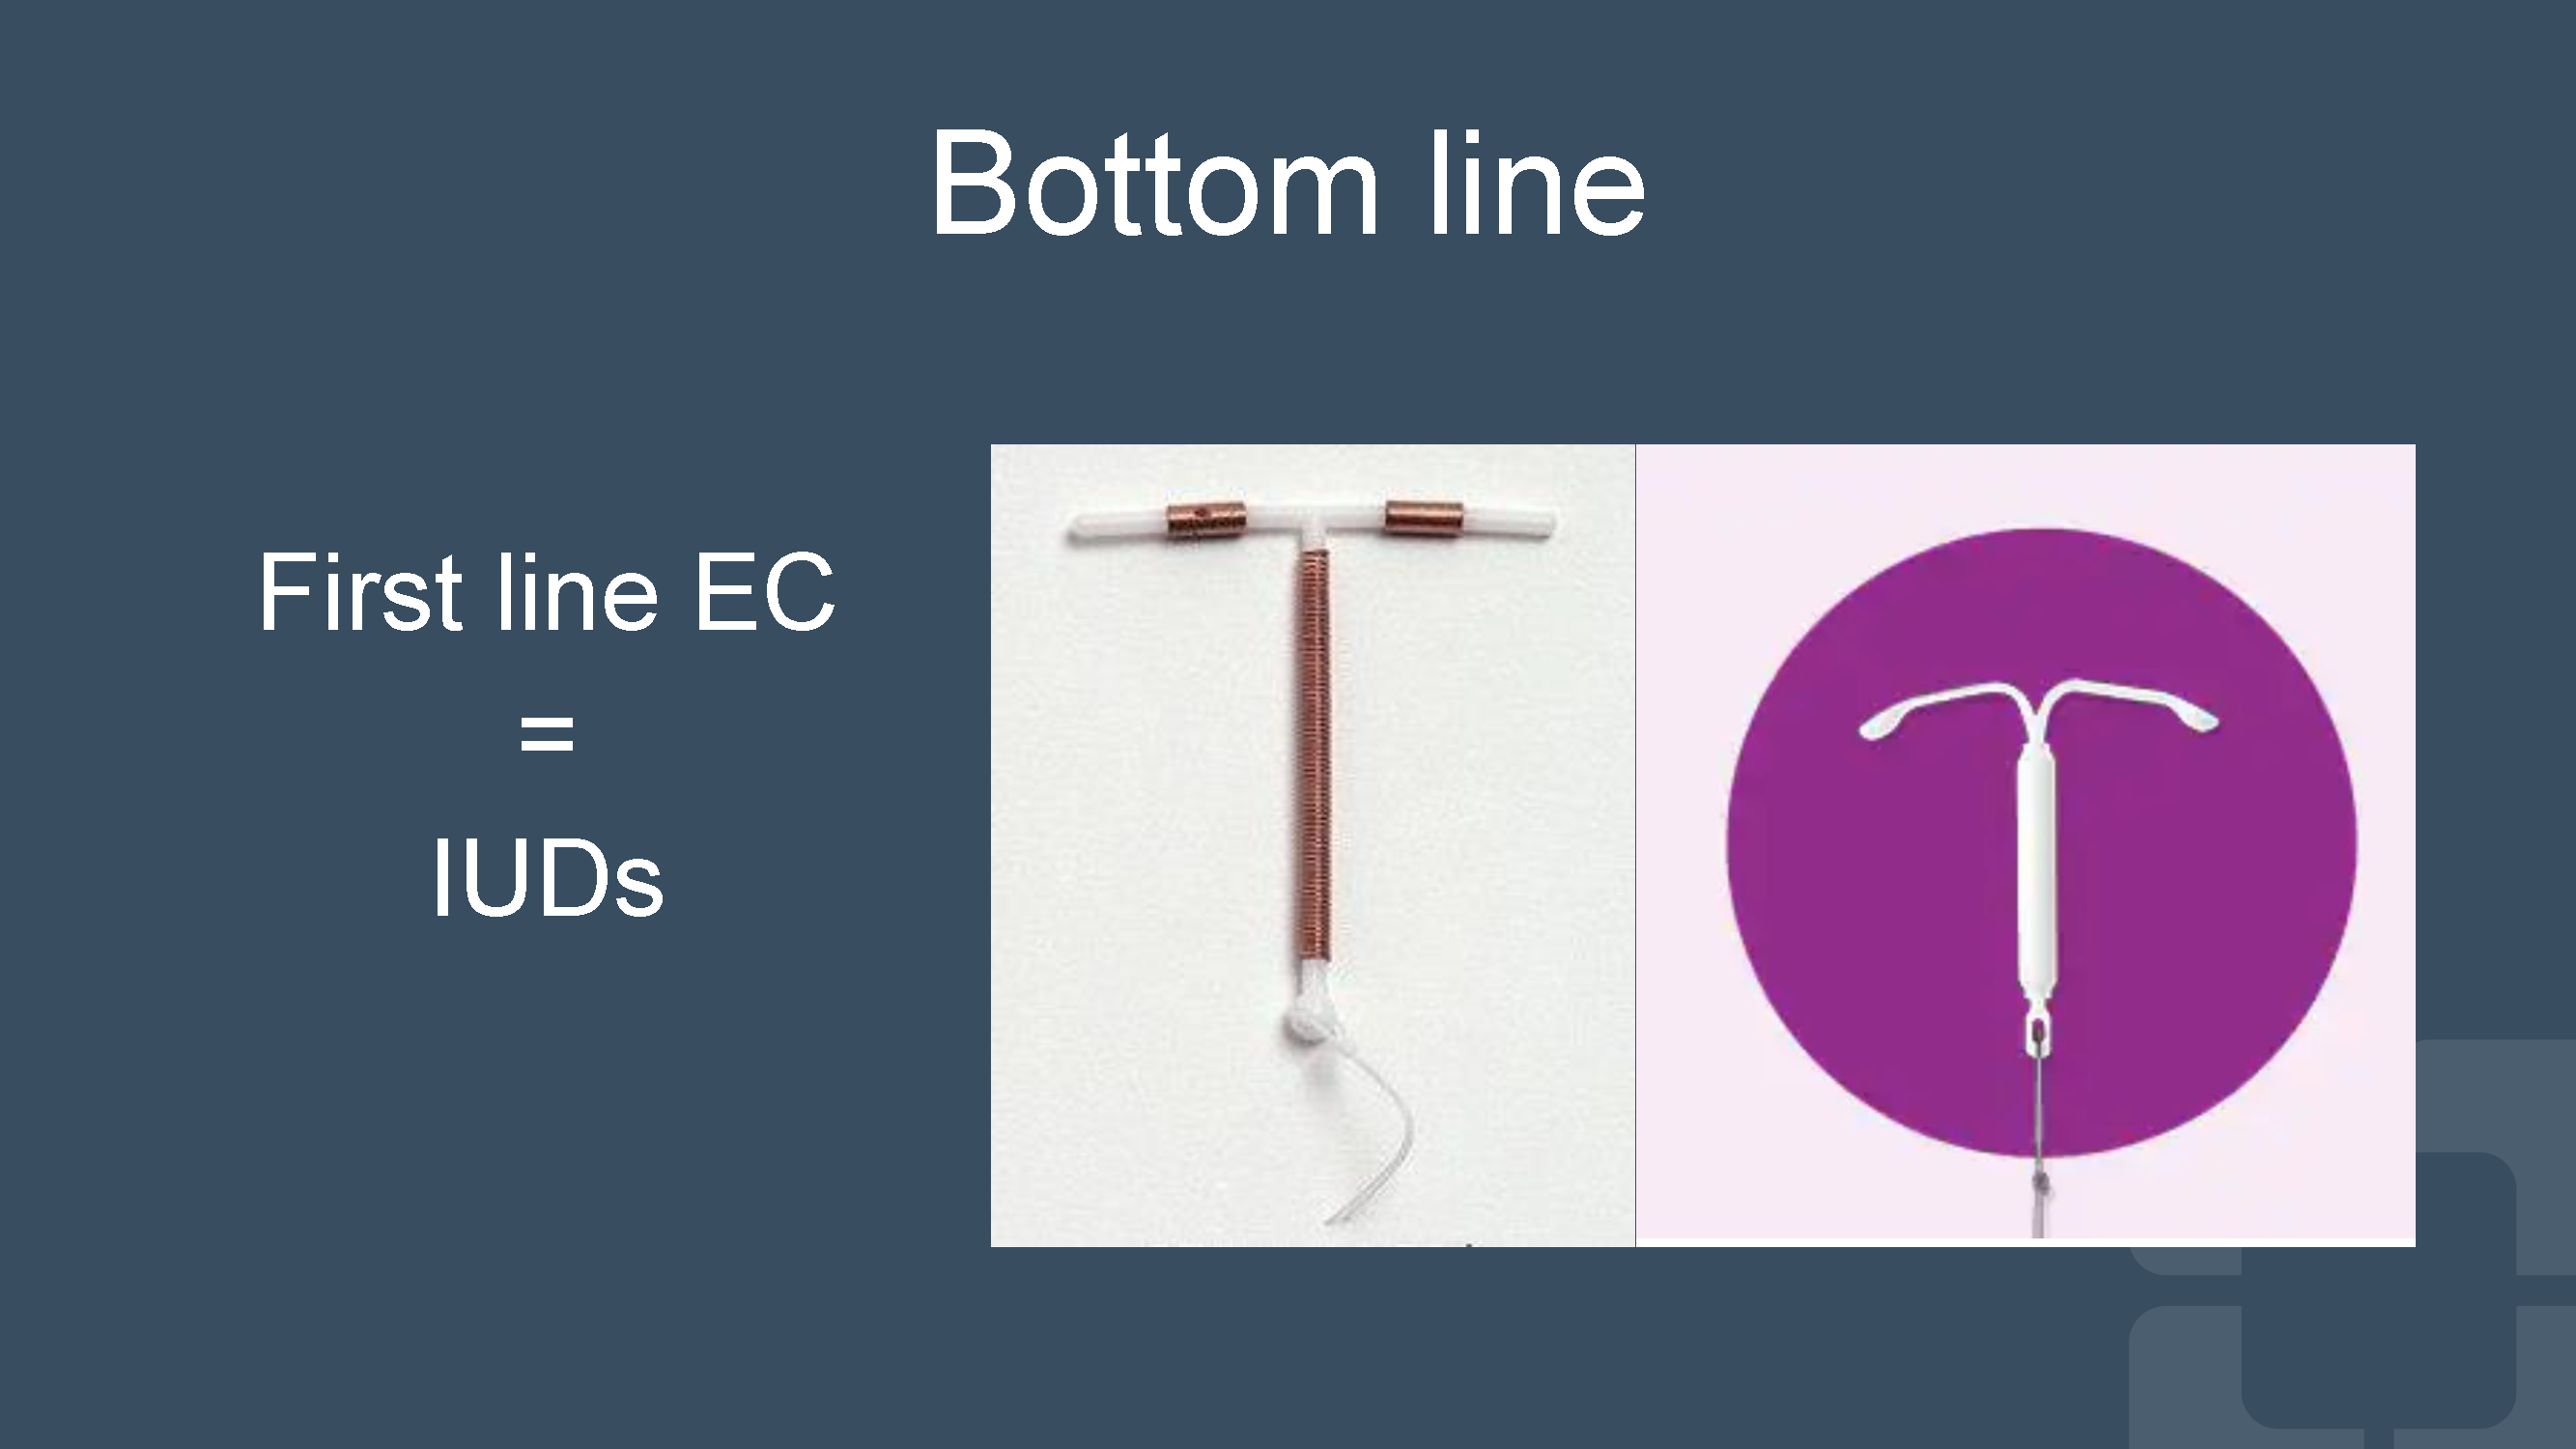 Bottom line
First line EC
=
IUDs